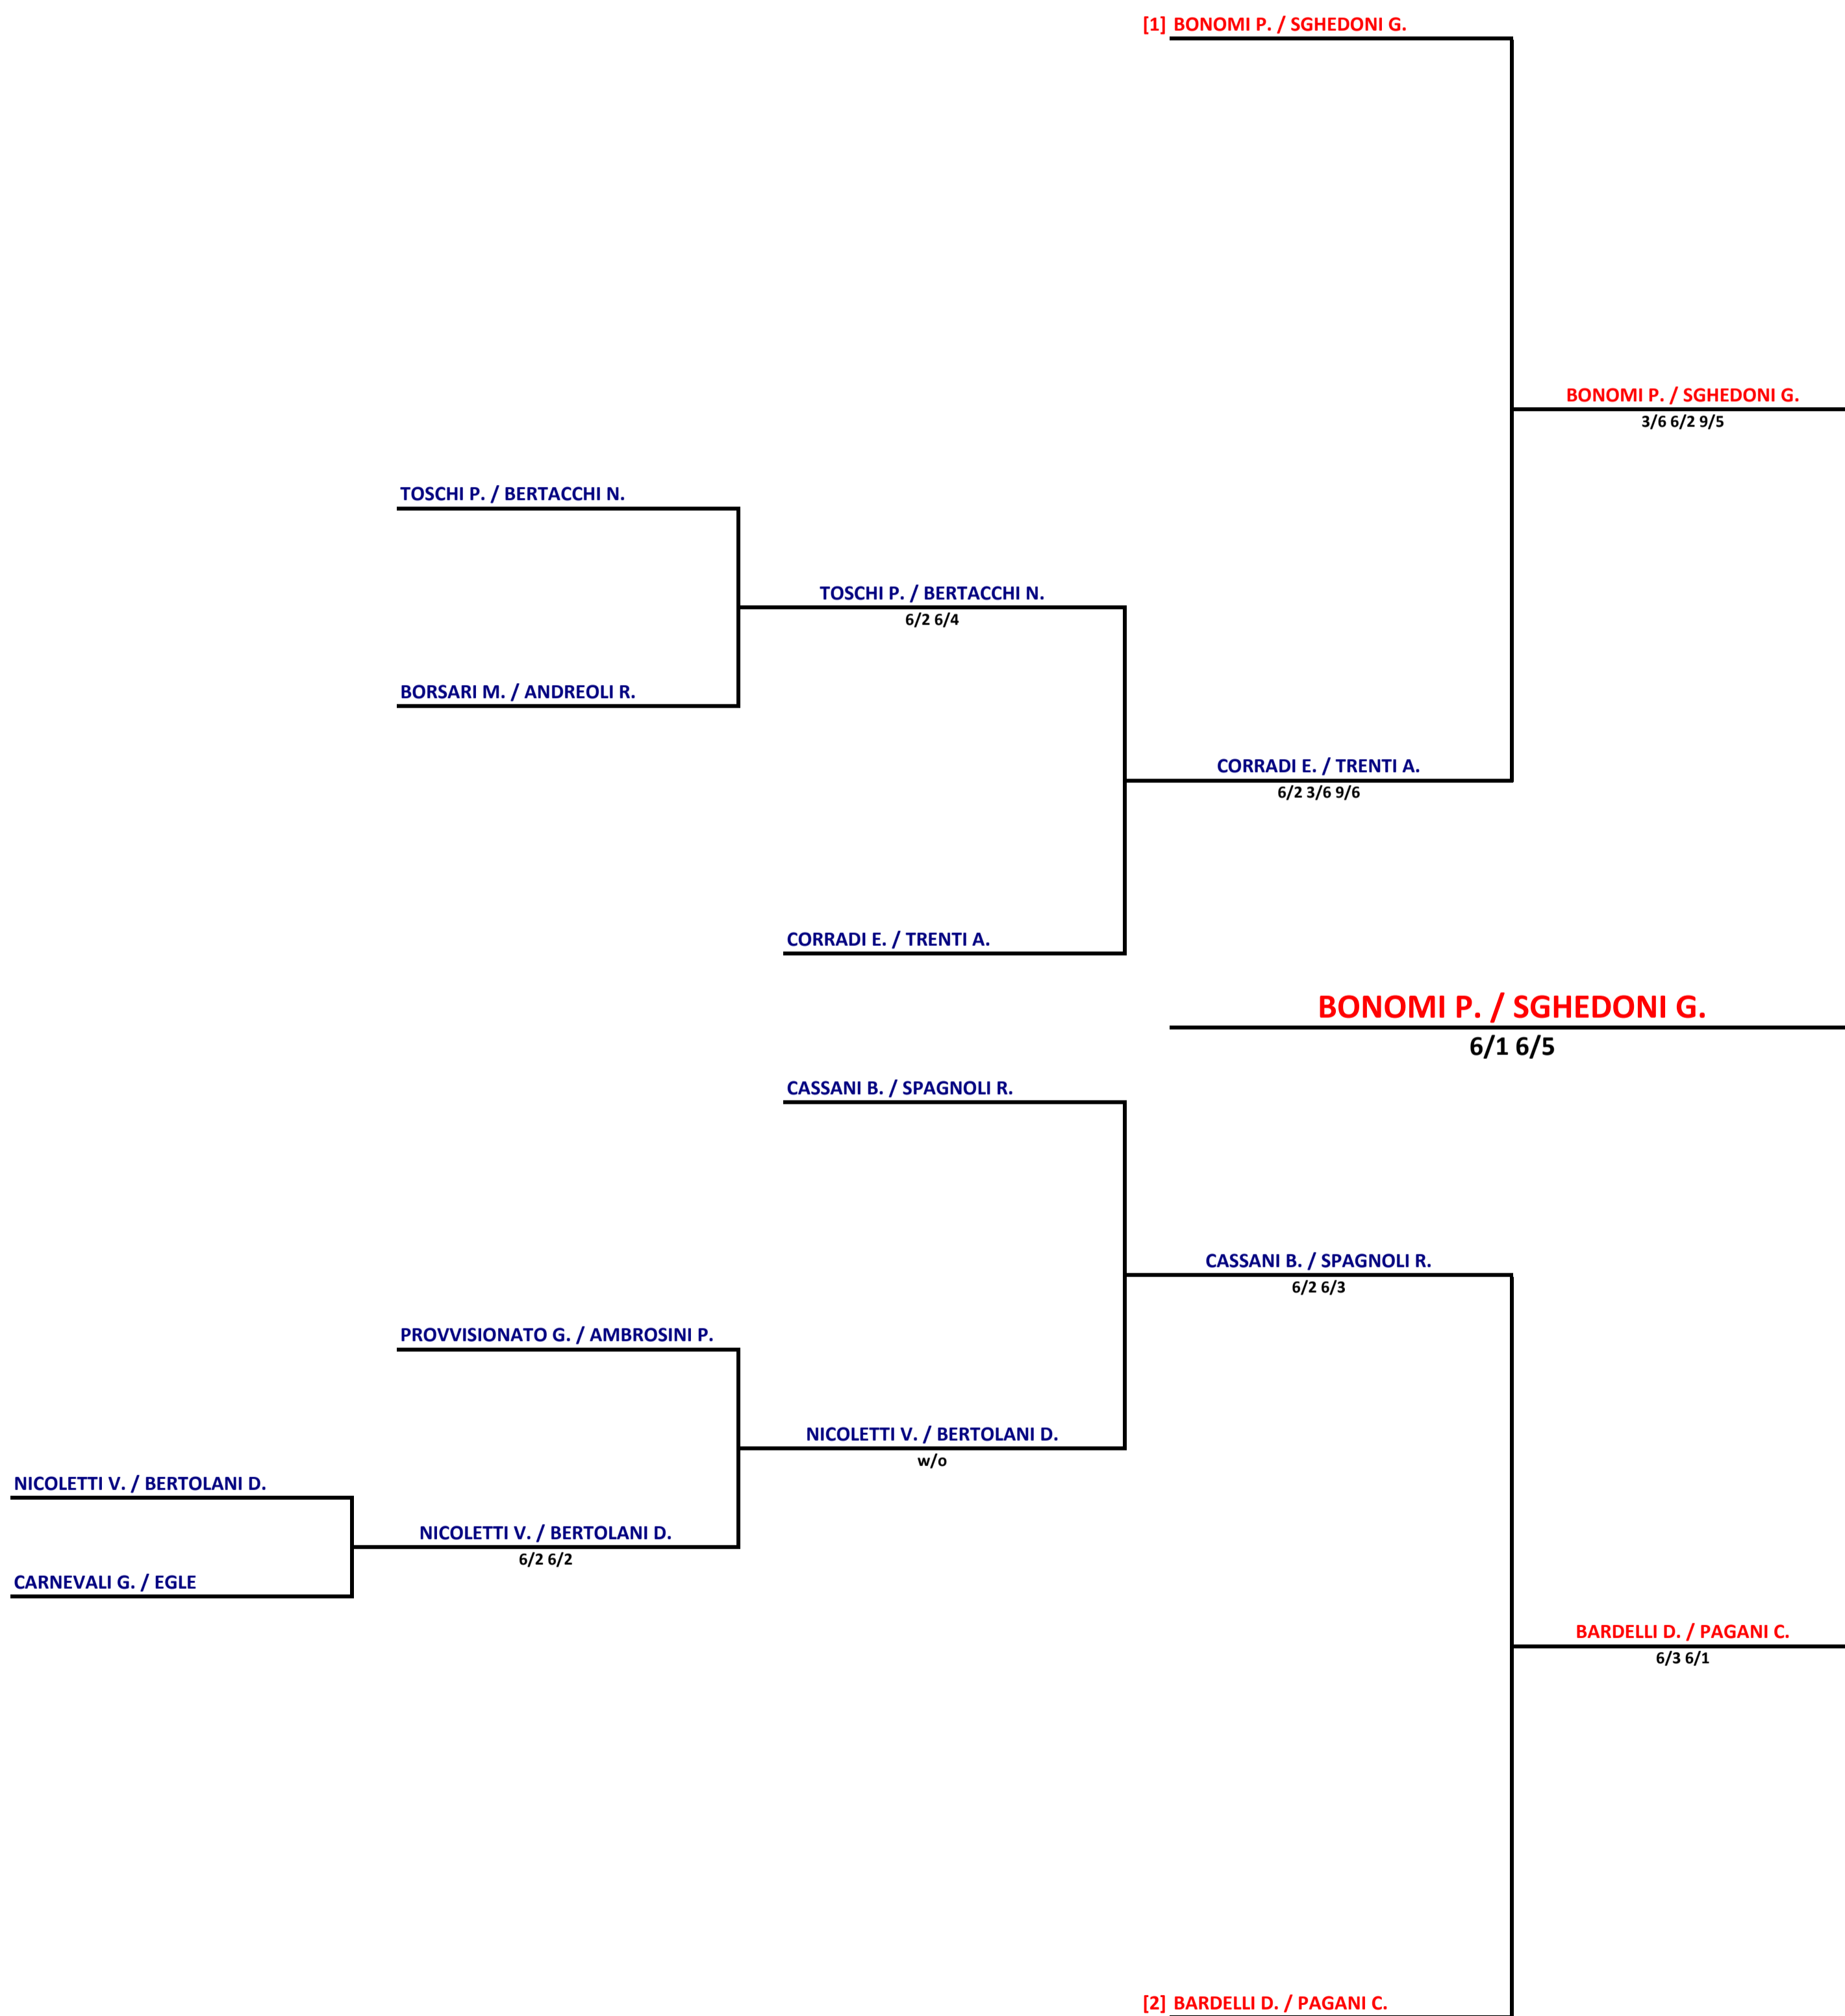 [1] BONOMI P. / SGHEDONI G.
BONOMI P. / SGHEDONI G.
3/6 6/2 9/5
TOSCHI P. / BERTACCHI N.
TOSCHI P. / BERTACCHI N.
6/2 6/4
BORSARI M. / ANDREOLI R.
CORRADI E. / TRENTI A.
6/2 3/6 9/6
CORRADI E. / TRENTI A.
BONOMI P. / SGHEDONI G.
6/1 6/5
CASSANI B. / SPAGNOLI R.
CASSANI B. / SPAGNOLI R.
6/2 6/3
PROVVISIONATO G. / AMBROSINI P.
NICOLETTI V. / BERTOLANI D.
w/o
NICOLETTI V. / BERTOLANI D.
NICOLETTI V. / BERTOLANI D.
6/2 6/2
CARNEVALI G. / EGLE
BARDELLI D. / PAGANI C.
6/3 6/1
[2] BARDELLI D. / PAGANI C.